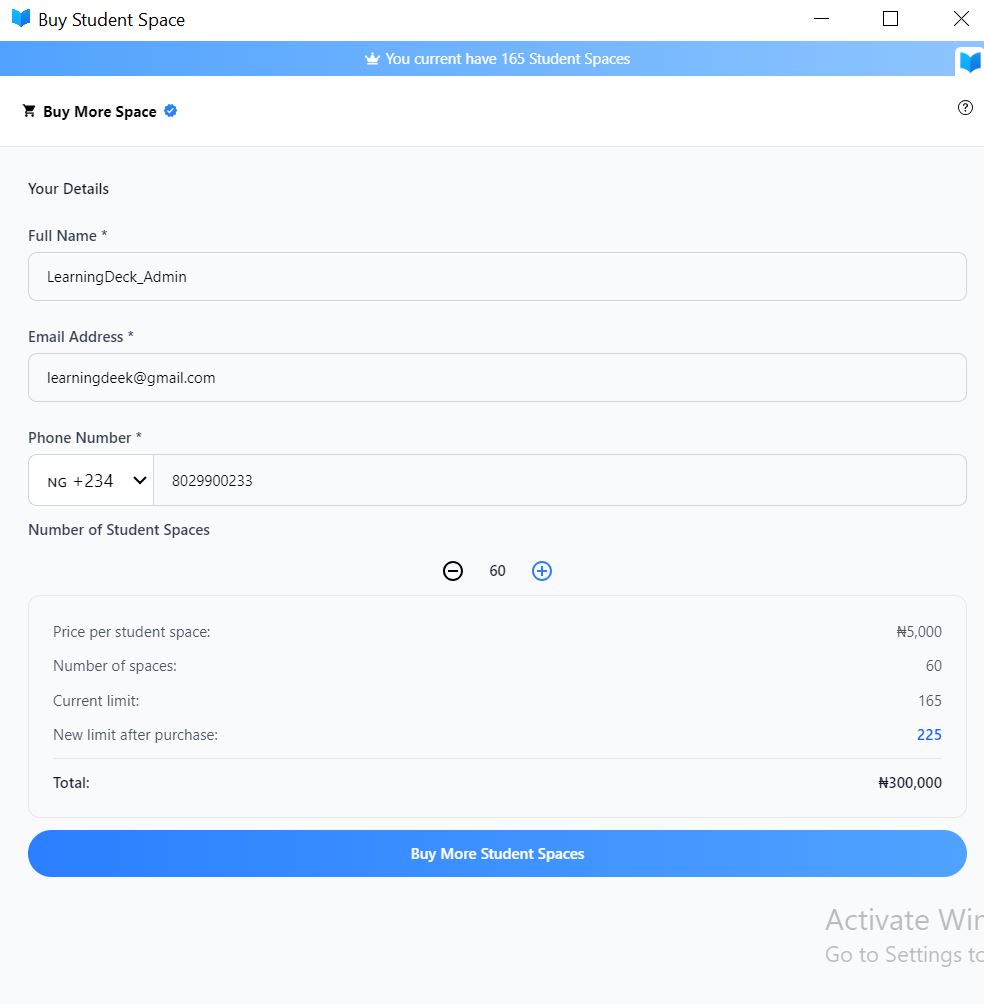 Buy Student Space
You current have 165 Student Spaces
Buy More Space
Your Details
Full Name *
LearningDeck_Admin
Email Address *
learningdeek@gmail.com
Phone Number *
NG +234 8029900233
Number of Student Spaces
60
Price per student space: ₦5,000
Number of spaces: 60
Current limit: 165
New limit after purchase: 225
Total: ₦300,000
Buy More Student Spaces
Activate Win
Go to Settings to